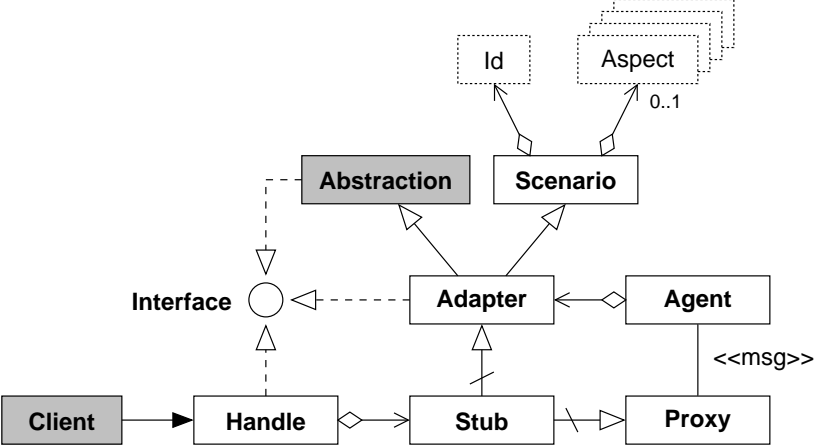 Id
Aspect
0..1
Abstraction
Scenario
Interface
Adapter
Agent
<<msg>>
Client
Handle
Stub
Proxy